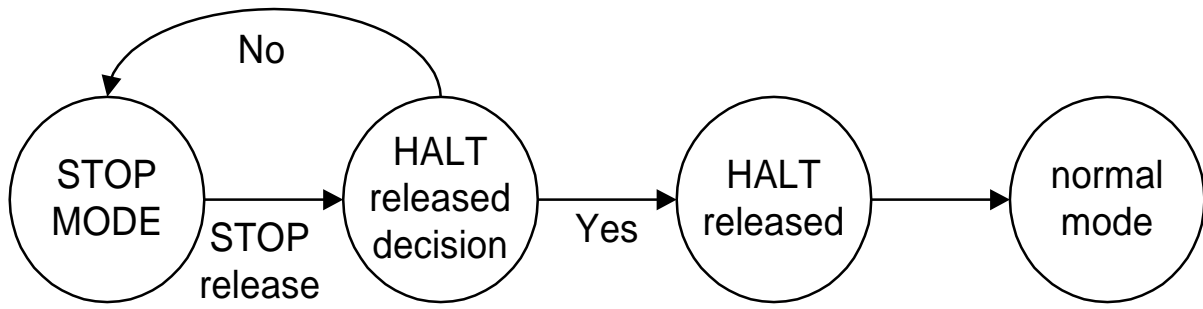 No
STOP
MODE
STOP
release
HALT
released
decision
Yes
HALT
released
normal
mode